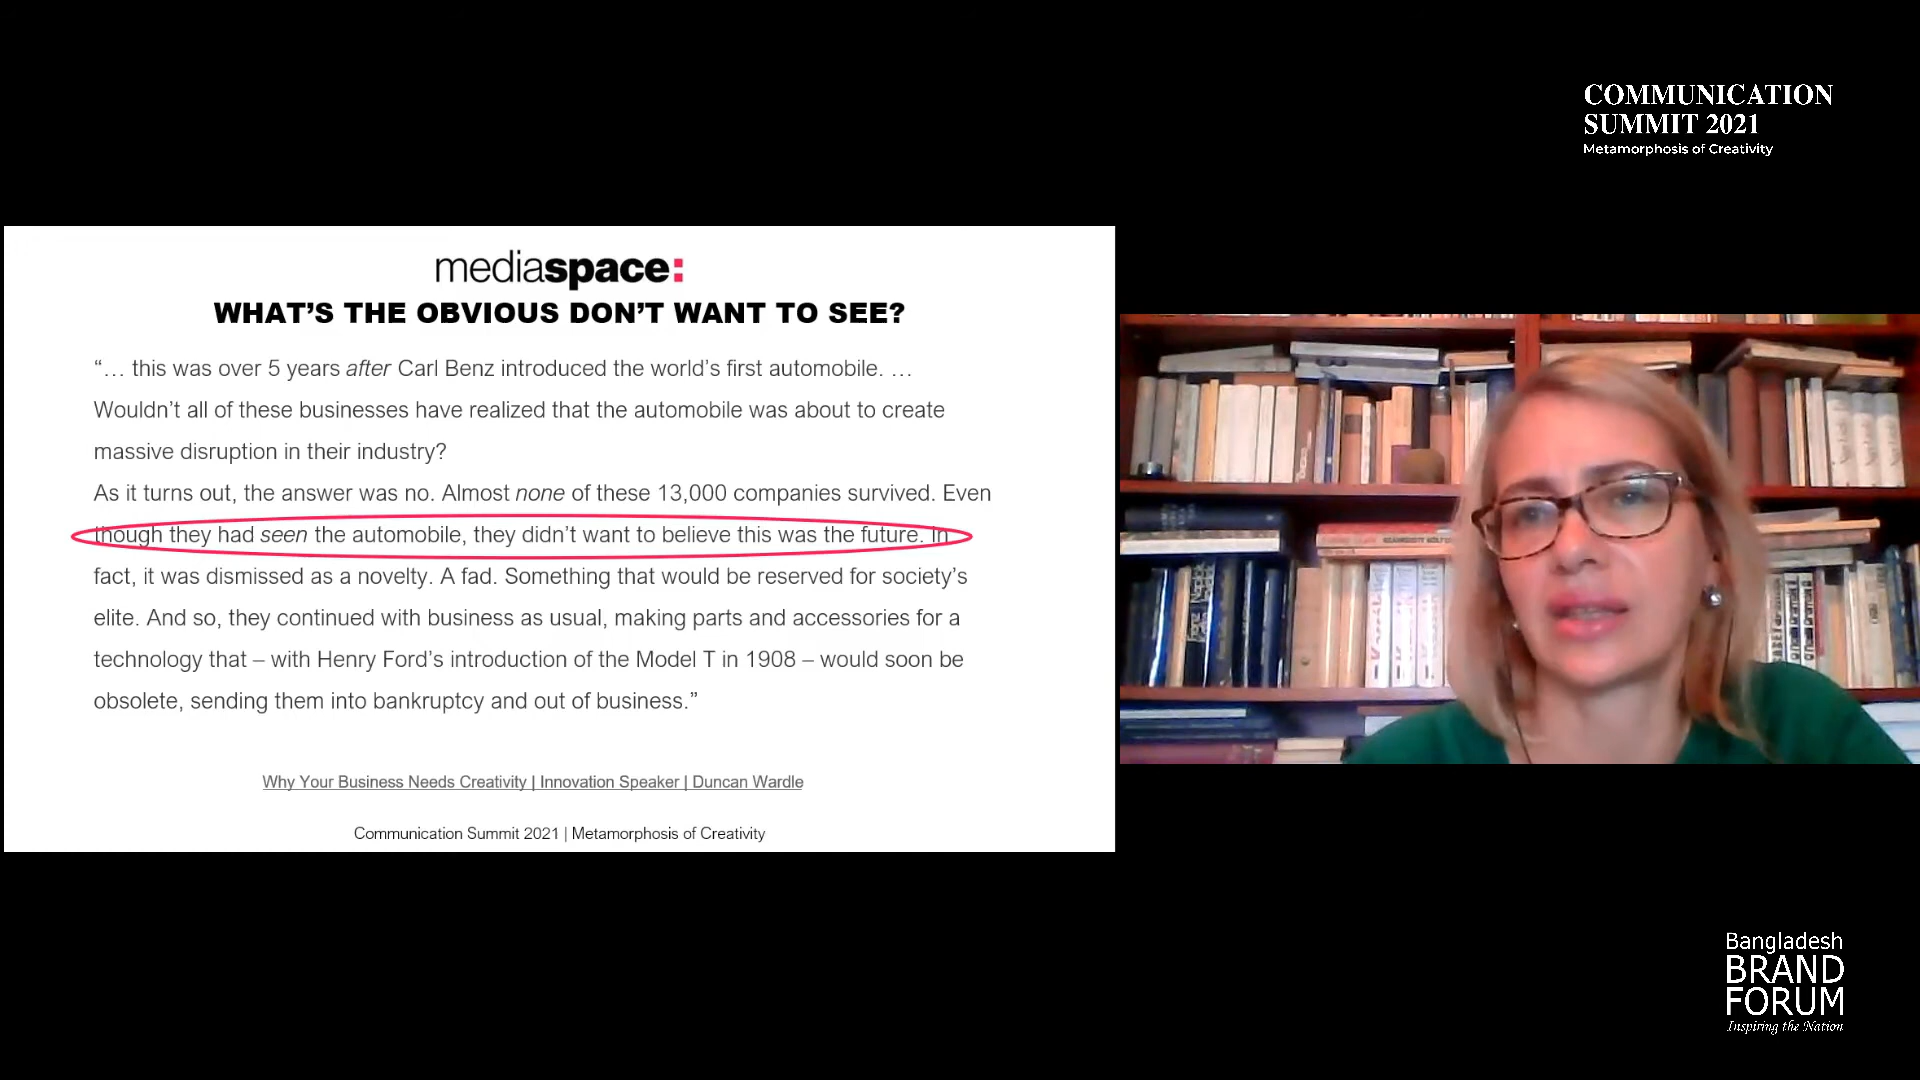 COMMUNICATION
SUMMIT 2021
Metamorphosis of Creativity
mediaspace:
WHAT'S THE OBVIOUS DON'T WANT TO SEE?
“… this was over 5 years after Carl Benz introduced the world’s first automobile. …
Wouldn’t all of these businesses have realized that the automobile was about to create
massive disruption in their industry?
As it turns out, the answer was no. Almost none of these 13,000 companies survived. Even
though they had seen the automobile, they didn’t want to believe this was the future. In
fact, it was dismissed as a novelty. A fad. Something that would be reserved for society’s
elite. And so, they continued with business as usual, making parts and accessories for a
technology that – with Henry Ford’s introduction of the Model T in 1908 – would soon be
obsolete, sending them into bankruptcy and out of business.”
Why Your Business Needs Creativity | Innovation Speaker | Duncan Wardle
Communication Summit 2021 | Metamorphosis of Creativity
Bangladesh
BRAND
FORUM
Inspiring the Nation